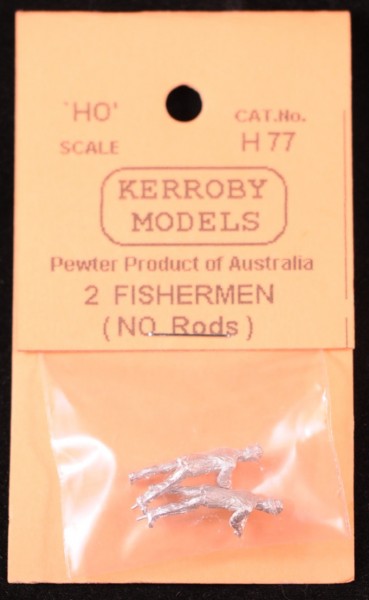 'HO'
SCALE
CAT.No.
H 77
KERROBY
MODELS
Pewter Product of Australia
2 FISHERMEN
(NO Rods)